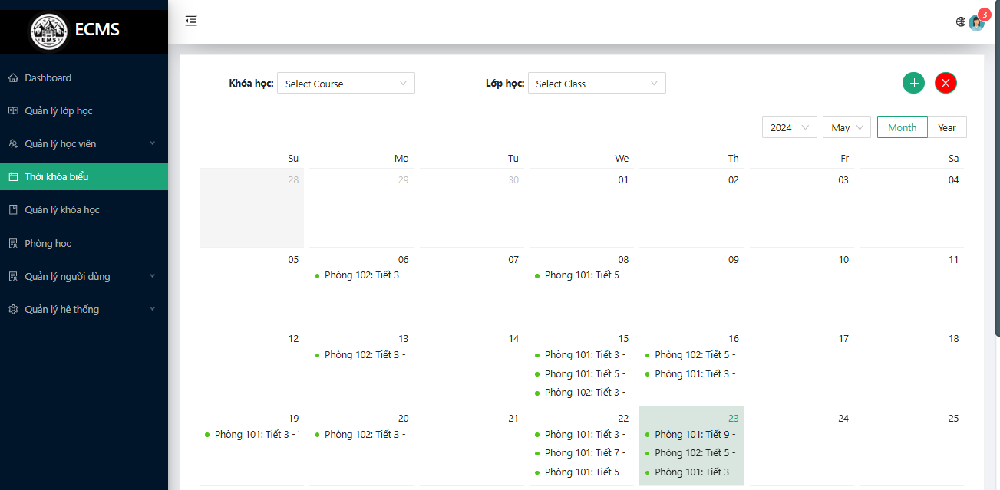 EMS
ECMS
3
Dashboard
Quản lý lớp học
Quản lý học viên
Thời khóa biểu
Quán lý khóa học
Phòng học
Quản lý người dùng
Quản lý hệ thống
Khóa học: Select Course
Lớp học: Select Class
2024 May Month Year
Su Mo Tu We Th Fr Sa
28 29 30 01 02 03 04
05 06 07 08 09 10 11
Phòng 102: Tiết 3 - Phòng 101: Tiết 5 -
12 13 14 15 16 17 18
Phòng 102: Tiết 3 - Phòng 101: Tiết 3 - Phòng 102: Tiết 5 -
Phòng 101: Tiết 5 - Phòng 101: Tiết 3 -
Phòng 102: Tiết 3 -
19 20 21 22 23 24 25
Phòng 101: Tiết 3 - Phòng 102: Tiết 3 - Phòng 101: Tiết 3 - Phòng 101: Tiết 9 -
Phòng 101: Tiết 7 - Phòng 102: Tiết 5 -
Phòng 101: Tiết 5 - Phòng 101: Tiết 3 -